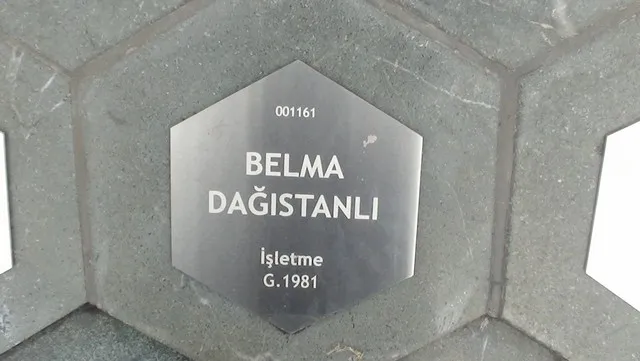 001161
BELMA
DAĞISTANLI
İşletme
G.1981